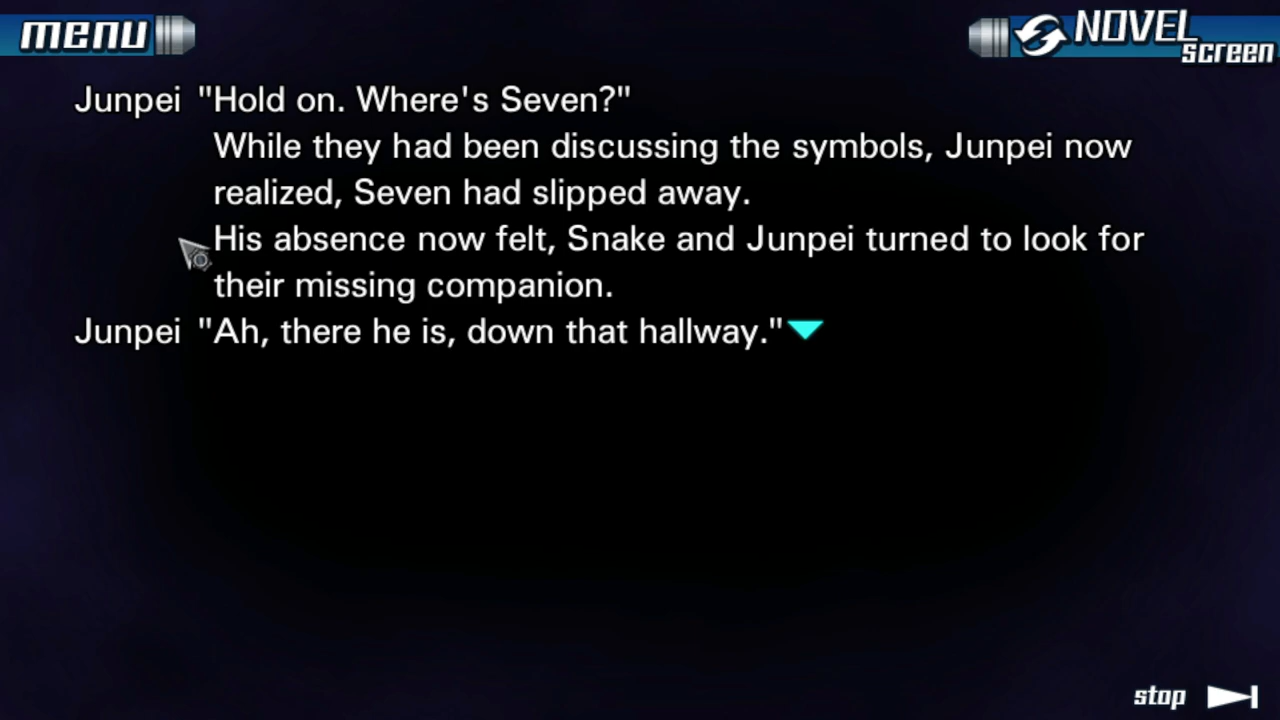 menu
NOVEL
screen
Junpei "Hold on. Where's Seven?"
While they had been discussing the symbols, Junpei now
realized, Seven had slipped away.
His absence now felt, Snake and Junpei turned to look for
their missing companion.
Junpei "Ah, there he is, down that hallway."
stop